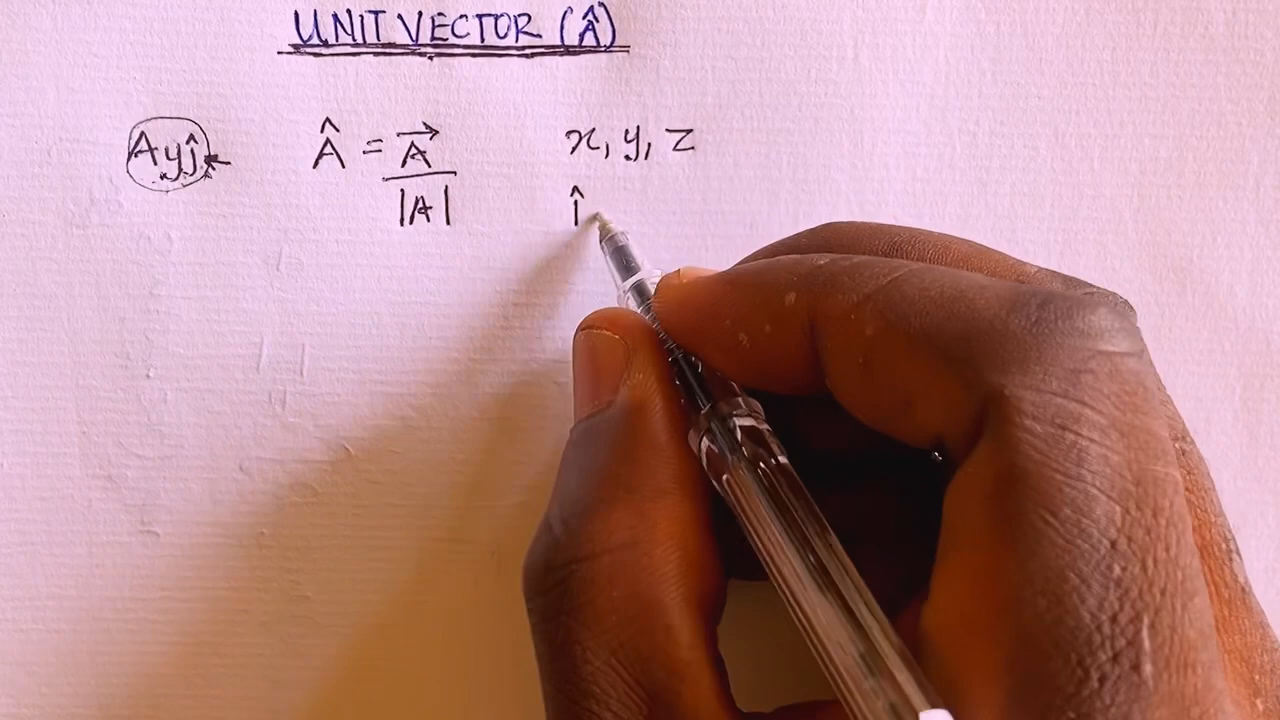 UNIT VECTOR (Â)
Ayĵ Â = A⃗ / |A| x, y, z
î